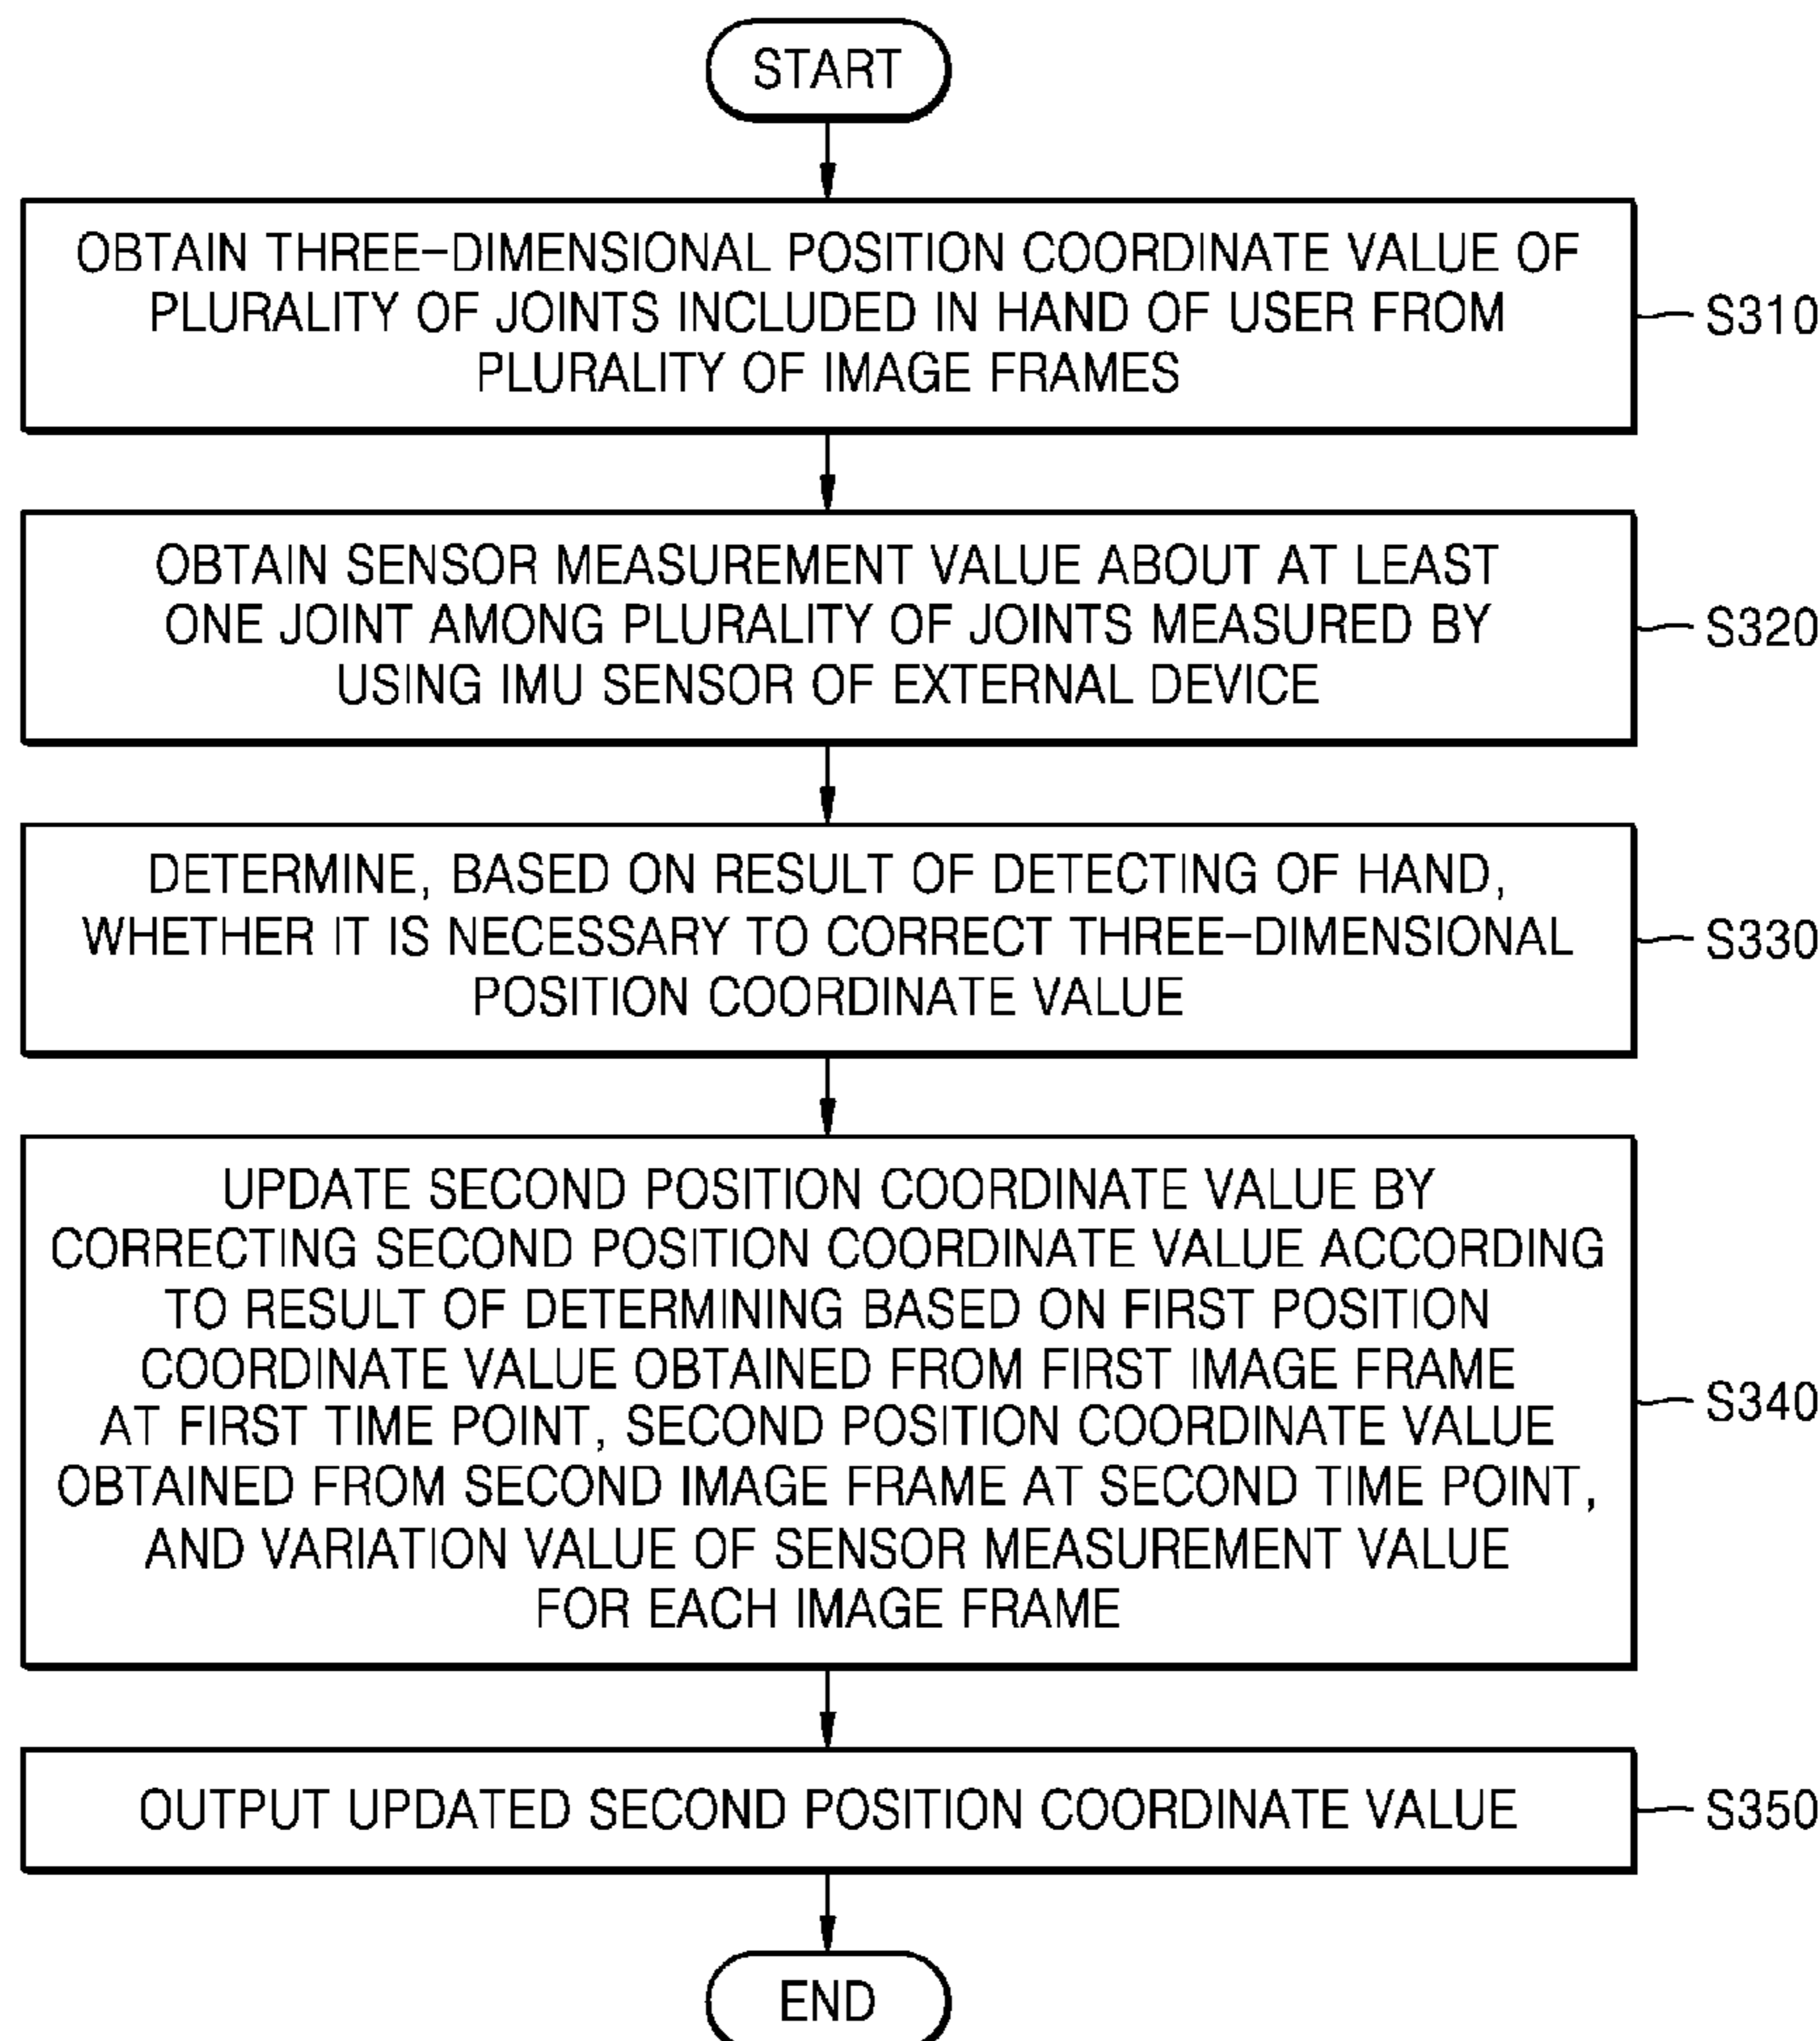 START
OBTAIN THREE-DIMENSIONAL POSITION COORDINATE VALUE OF
PLURALITY OF JOINTS INCLUDED IN HAND OF USER FROM
PLURALITY OF IMAGE FRAMES
S310
OBTAIN SENSOR MEASUREMENT VALUE ABOUT AT LEAST
ONE JOINT AMONG PLURALITY OF JOINTS MEASURED BY
USING IMU SENSOR OF EXTERNAL DEVICE
S320
DETERMINE, BASED ON RESULT OF DETECTING OF HAND,
WHETHER IT IS NECESSARY TO CORRECT THREE-DIMENSIONAL
POSITION COORDINATE VALUE
S330
UPDATE SECOND POSITION COORDINATE VALUE BY
CORRECTING SECOND POSITION COORDINATE VALUE ACCORDING
TO RESULT OF DETERMINING BASED ON FIRST POSITION
COORDINATE VALUE OBTAINED FROM FIRST IMAGE FRAME
AT FIRST TIME POINT, SECOND POSITION COORDINATE VALUE
OBTAINED FROM SECOND IMAGE FRAME AT SECOND TIME POINT,
AND VARIATION VALUE OF SENSOR MEASUREMENT VALUE
FOR EACH IMAGE FRAME
S340
OUTPUT UPDATED SECOND POSITION COORDINATE VALUE
S350
END